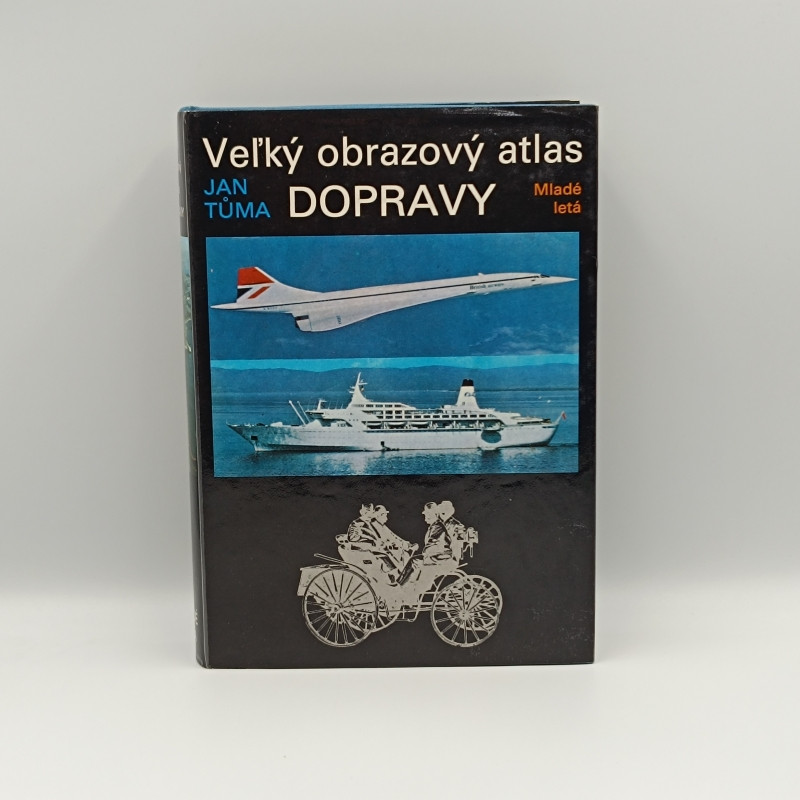 Veľký obrazový atlas
JAN
TŮMA
DOPRAVY
Mladé
letá